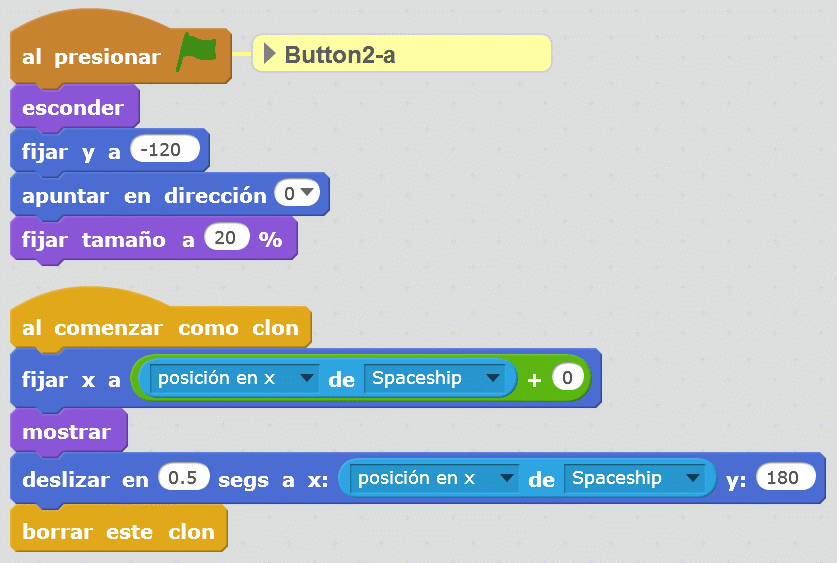 al presionar Button2-a
esconder
fijar y a -120
apuntar en dirección 0
fijar tamaño a 20 %
al comenzar como clon
fijar x a posición en x de Spaceship + 0
mostrar
deslizar en 0.5 segs a x: posición en x de Spaceship y: 180
borrar este clon